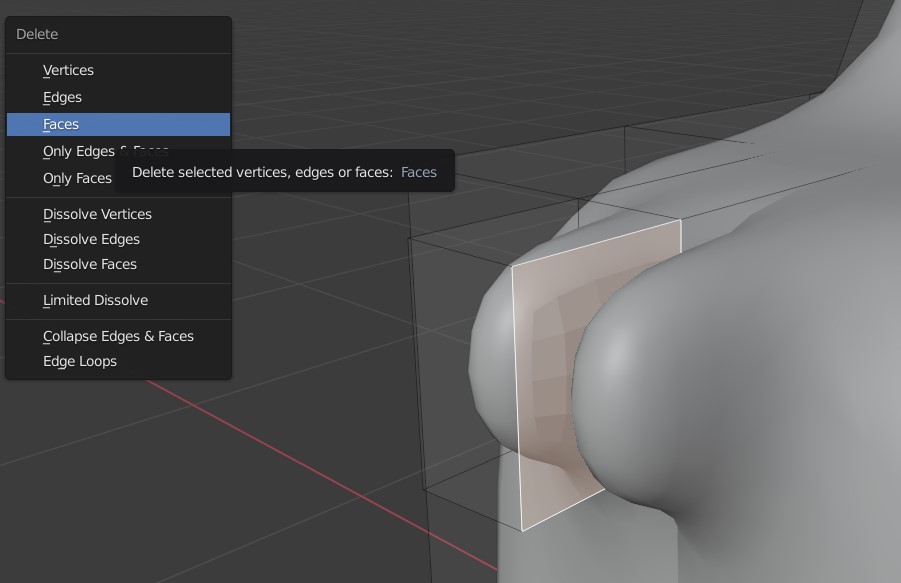 Delete
Vertices
Edges
Faces
Only Edges & Faces
Only Faces
Delete selected vertices, edges or faces: Faces
Dissolve Vertices
Dissolve Edges
Dissolve Faces
Limited Dissolve
Collapse Edges & Faces
Edge Loops